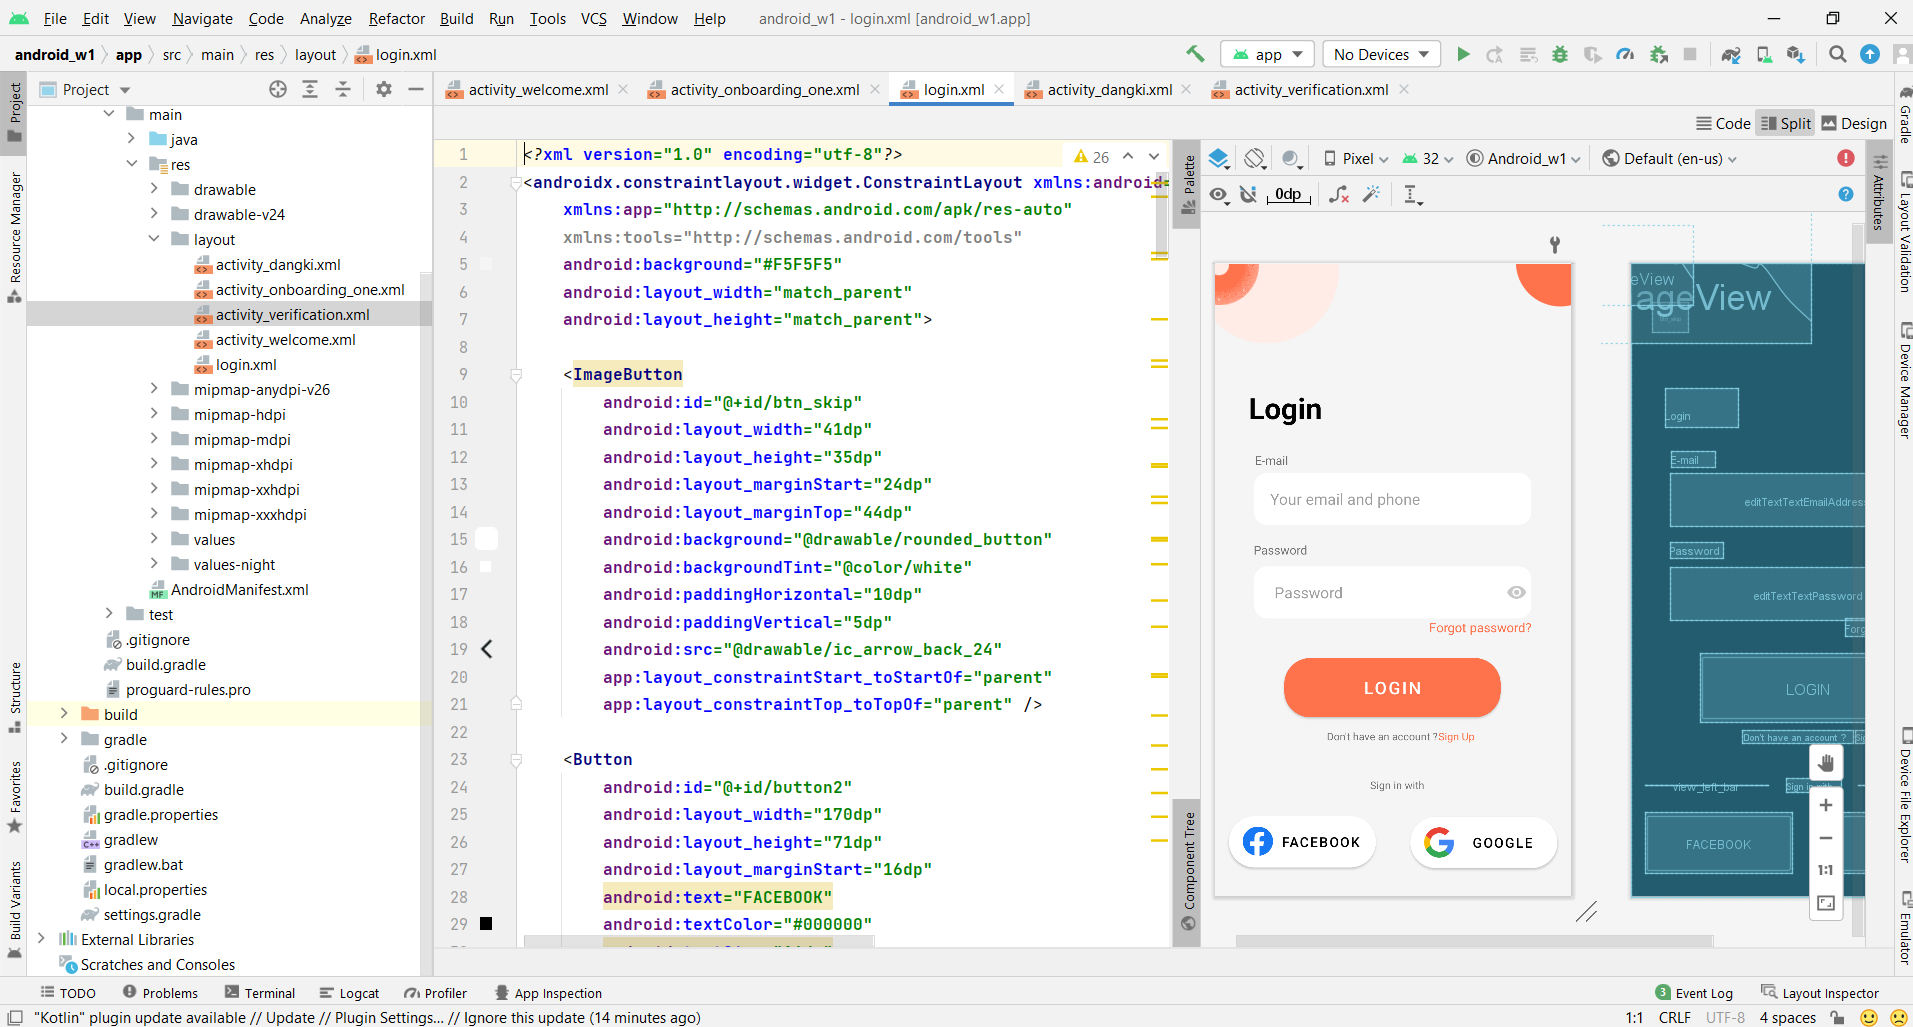 File Edit View Navigate Code Analyze Refactor Build Run Tools VCS Window Help android_w1 - login.xml [android_w1.app]
android_w1 app src main res layout login.xml app No Devices
Project
activity_welcome.xml activity_onboarding_one.xml login.xml activity_dangki.xml activity_verification.xml
Code Split Design
Project
Resource Manager
Structure
Favorites
Build Variants
main
java
res
drawable
drawable-v24
layout
activity_dangki.xml
activity_onboarding_one.xml
activity_verification.xml
activity_welcome.xml
login.xml
mipmap-anydpi-v26
mipmap-hdpi
mipmap-mdpi
mipmap-xhdpi
mipmap-xxhdpi
mipmap-xxxhdpi
values
values-night
MF AndroidManifest.xml
test
.gitignore
build.gradle
proguard-rules.pro
build
gradle
.gitignore
build.gradle
gradle.properties
C++ gradlew
gradlew.bat
local.properties
settings.gradle
External Libraries
Scratches and Consoles
26
1 <?xml version="1.0" encoding="utf-8"?>
2 <androidx.constraintlayout.widget.ConstraintLayout xmlns:android=
3 xmlns:app="http://schemas.android.com/apk/res-auto"
4 xmlns:tools="http://schemas.android.com/tools"
5 android:background="#F5F5F5"
6 android:layout_width="match_parent"
7 android:layout_height="match_parent">
8
9 <ImageButton
10 android:id="@+id/btn_skip"
11 android:layout_width="41dp"
12 android:layout_height="35dp"
13 android:layout_marginStart="24dp"
14 android:layout_marginTop="44dp"
15 android:background="@drawable/rounded_button"
16 android:backgroundTint="@color/white"
17 android:paddingHorizontal="10dp"
18 android:paddingVertical="5dp"
19 android:src="@drawable/ic_arrow_back_24"
20 app:layout_constraintStart_toStartOf="parent"
21 app:layout_constraintTop_toTopOf="parent" />
22
23 <Button
24 android:id="@+id/button2"
25 android:layout_width="170dp"
26 android:layout_height="71dp"
27 android:layout_marginStart="16dp"
28 android:text="FACEBOOK"
29 android:textColor="#000000"
Palette
Component Tree
Pixel 32 Android_w1 Default (en-us)
0dp
Login
E-mail
Your email and phone
Password
Password
Forgot password?
LOGIN
Don't have an account ? Sign Up
Sign in with
FACEBOOK GOOGLE
eView
ageView
Login
E-mail
editTextTextEmailAddres
Password
editTextTextPassword
Forg
LOGIN
Don't have an account ?
view_left_bar
Sign in with
FACEBOOK
1:1
Attributes
Gradle
Layout Validation
Device Manager
Device File Explorer
Emulator
TODO Problems Terminal Logcat Profiler App Inspection 3 Event Log Layout Inspector
"Kotlin" plugin update available // Update // Plugin Settings... // Ignore this update (14 minutes ago) 1:1 CRLF UTF-8 4 spaces